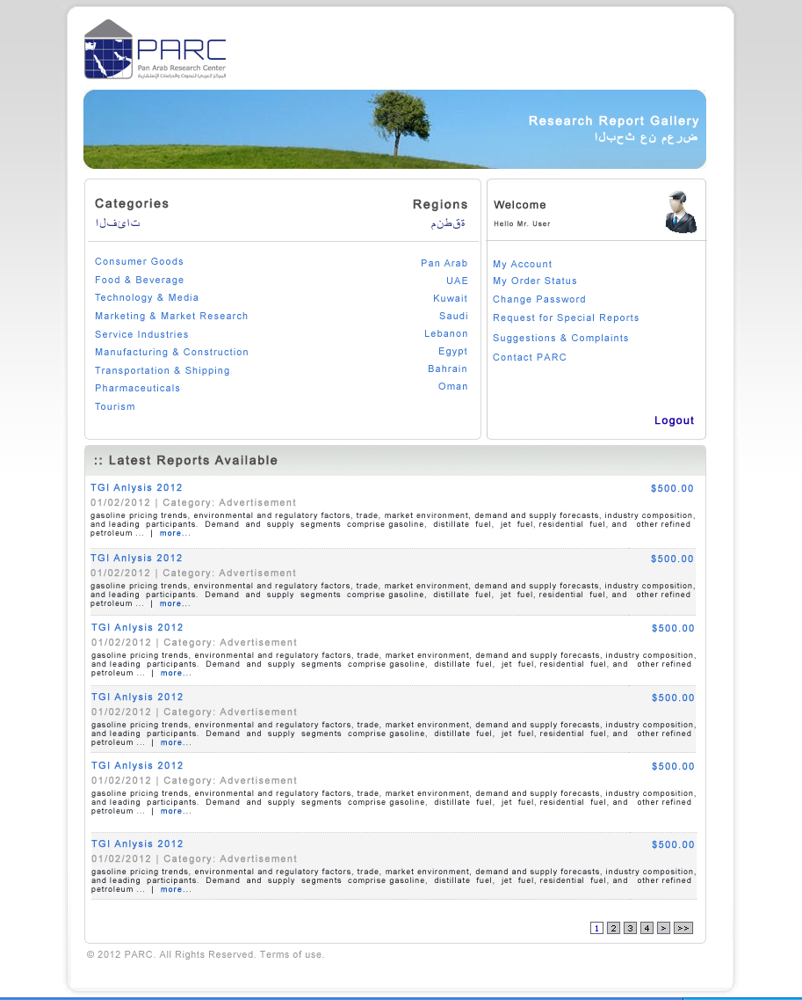 PARC
Pan Arab Research Center
المركز العربي للبحوث والدراسات الإستشارية
Research Report Gallery
ا ل ب ح ث ع ن م ع ر ض
Categories
ا ل ف ئ ا ت
Regions
م ن ط ق ة
Welcome
Hello Mr. User
Consumer Goods
Food & Beverage
Technology & Media
Marketing & Market Research
Service Industries
Manufacturing & Construction
Transportation & Shipping
Pharmaceuticals
Tourism
Pan Arab
UAE
Kuwait
Saudi
Lebanon
Egypt
Bahrain
Oman
My Account
My Order Status
Change Password
Request for Special Reports
Suggestions & Complaints
Contact PARC
Logout
:: Latest Reports Available
TGI Anlysis 2012 $500.00
01/02/2012 | Category: Advertisement
gasoline pricing trends, environmental and regulatory factors, trade, market environment, demand and supply forecasts, industry composition,
and leading participants. Demand and supply segments comprise gasoline, distillate fuel, jet fuel, residential fuel, and other refined
petroleum ... | more...
TGI Anlysis 2012 $500.00
01/02/2012 | Category: Advertisement
gasoline pricing trends, environmental and regulatory factors, trade, market environment, demand and supply forecasts, industry composition,
and leading participants. Demand and supply segments comprise gasoline, distillate fuel, jet fuel, residential fuel, and other refined
petroleum ... | more...
TGI Anlysis 2012 $500.00
01/02/2012 | Category: Advertisement
gasoline pricing trends, environmental and regulatory factors, trade, market environment, demand and supply forecasts, industry composition,
and leading participants. Demand and supply segments comprise gasoline, distillate fuel, jet fuel, residential fuel, and other refined
petroleum ... | more...
TGI Anlysis 2012 $500.00
01/02/2012 | Category: Advertisement
gasoline pricing trends, environmental and regulatory factors, trade, market environment, demand and supply forecasts, industry composition,
and leading participants. Demand and supply segments comprise gasoline, distillate fuel, jet fuel, residential fuel, and other refined
petroleum ... | more...
TGI Anlysis 2012 $500.00
01/02/2012 | Category: Advertisement
gasoline pricing trends, environmental and regulatory factors, trade, market environment, demand and supply forecasts, industry composition,
and leading participants. Demand and supply segments comprise gasoline, distillate fuel, jet fuel, residential fuel, and other refined
petroleum ... | more...
TGI Anlysis 2012 $500.00
01/02/2012 | Category: Advertisement
gasoline pricing trends, environmental and regulatory factors, trade, market environment, demand and supply forecasts, industry composition,
and leading participants. Demand and supply segments comprise gasoline, distillate fuel, jet fuel, residential fuel, and other refined
petroleum ... | more...
1 2 3 4 > >>
© 2012 PARC. All Rights Reserved. Terms of use.